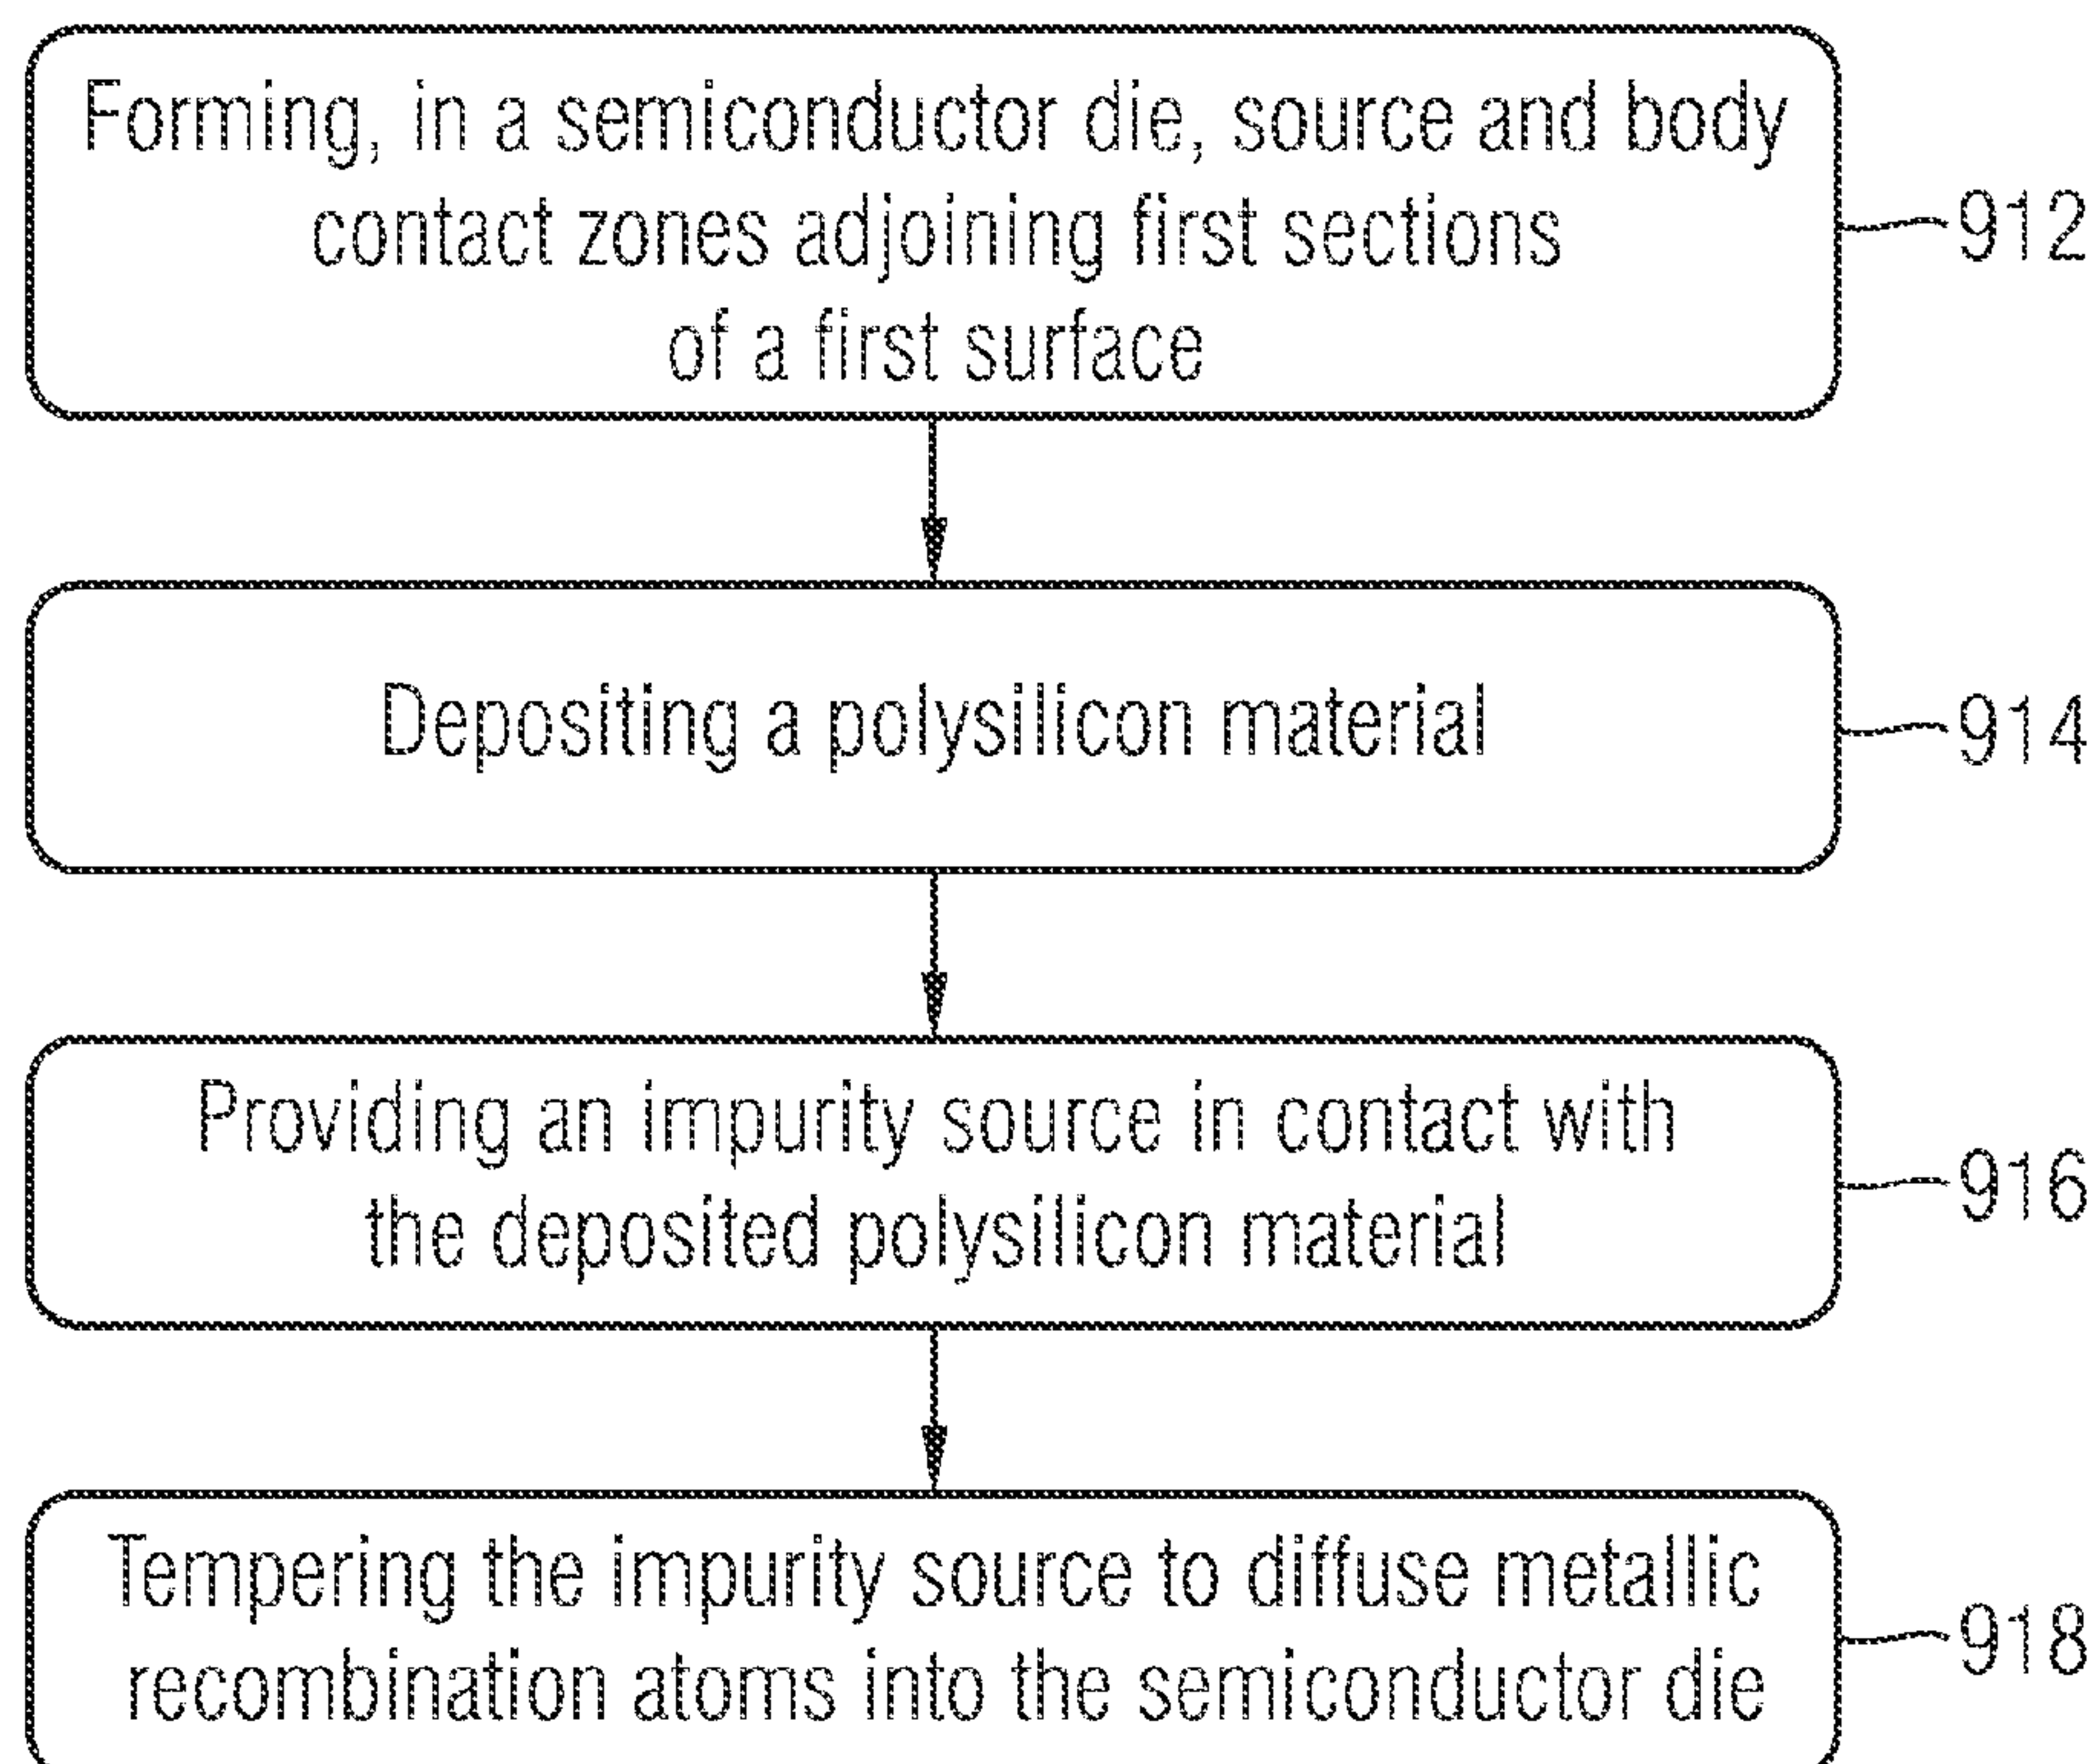 Forming, in a semiconductor die, source and body
contact zones adjoining first sections
of a first surface
912
Depositing a polysilicon material
914
Providing an impurity source in contact with
the deposited polysilicon material
916
Tempering the impurity source to diffuse metallic
recombination atoms into the semiconductor die
918